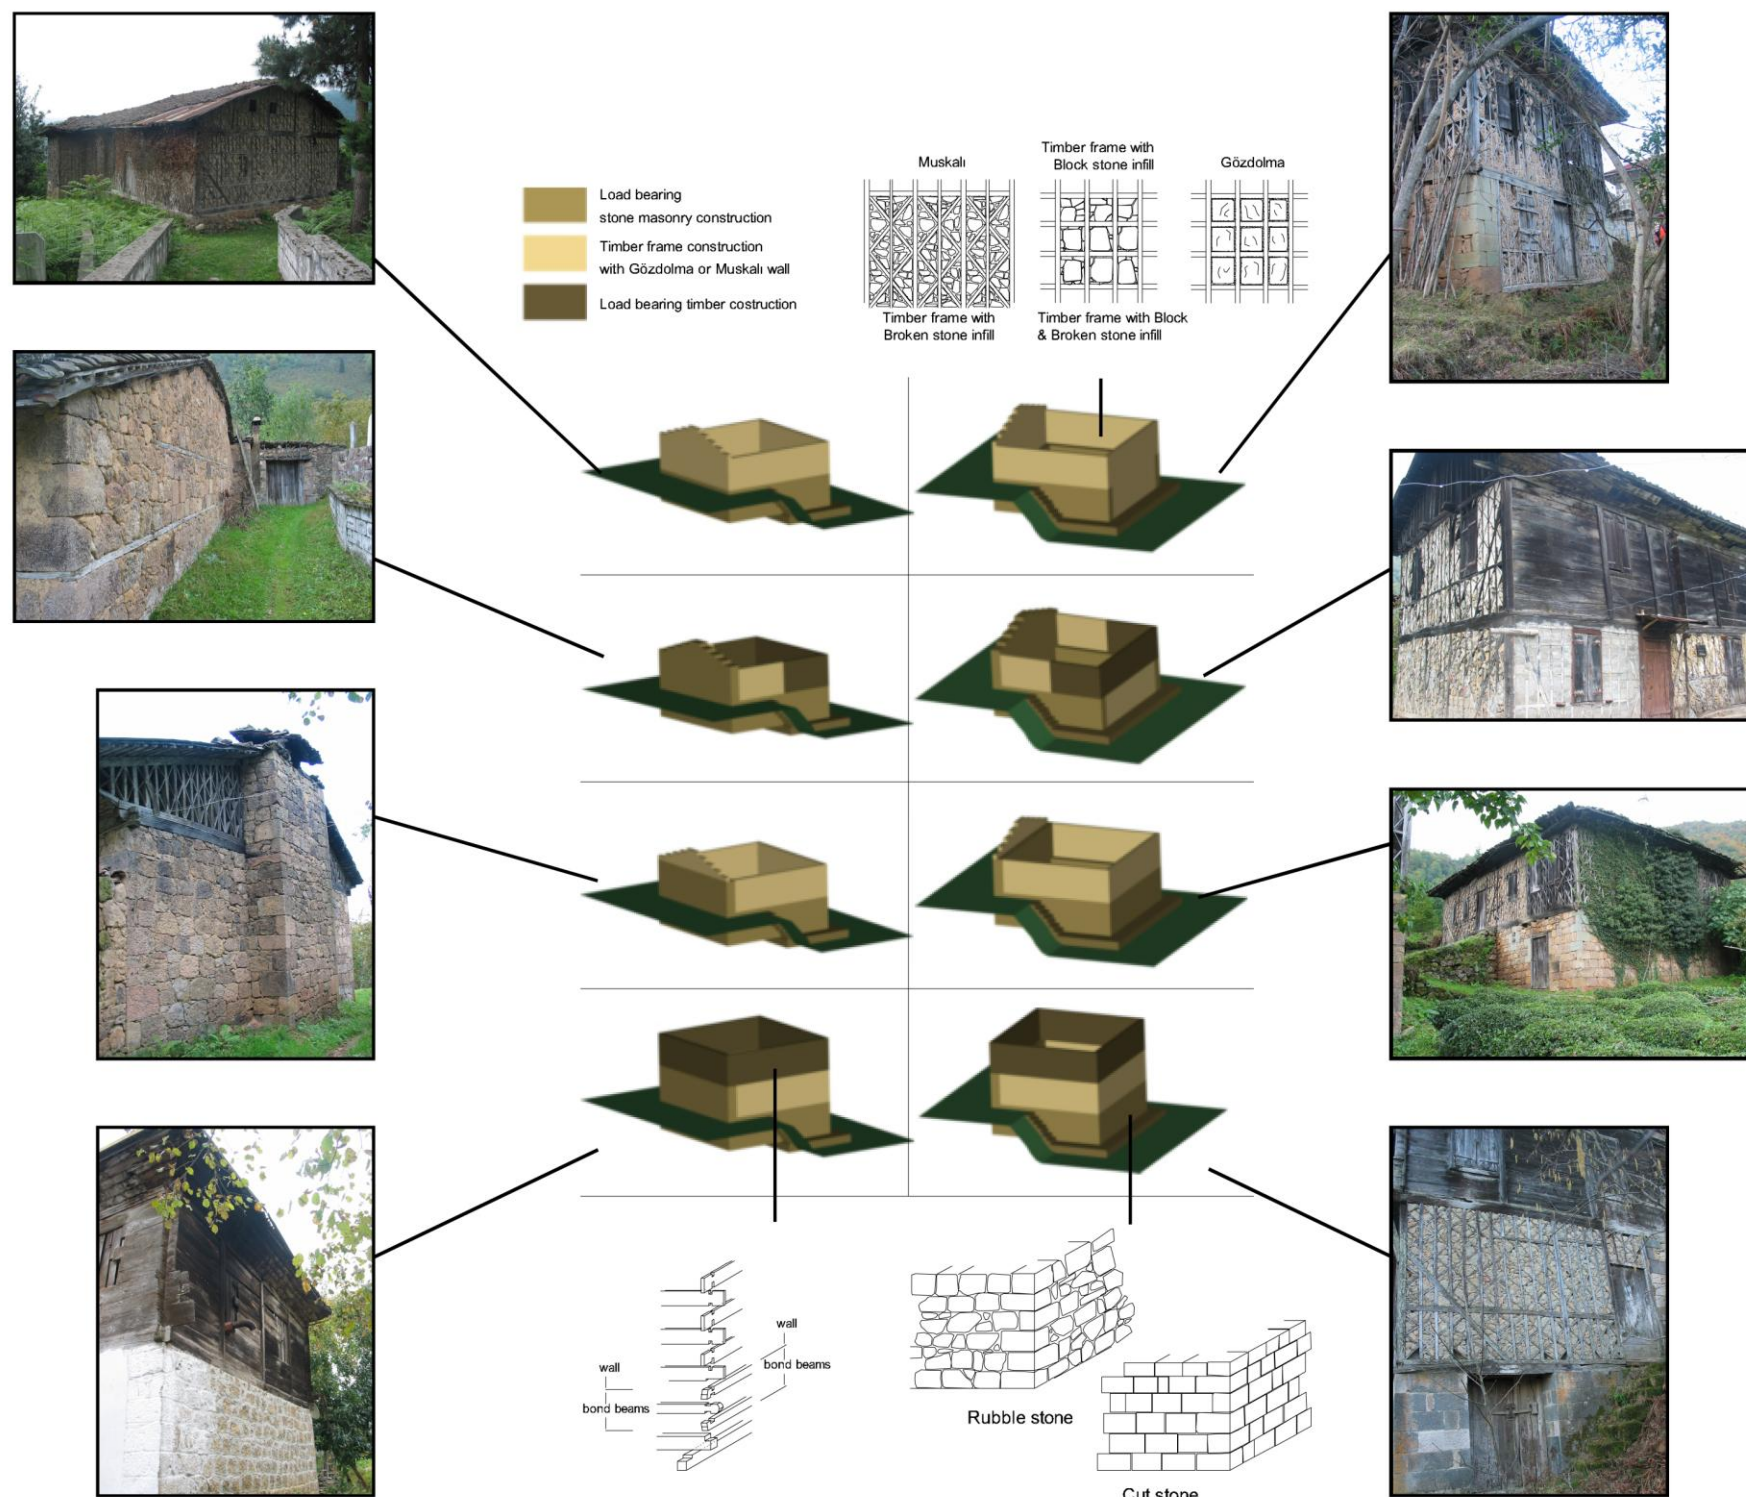 Load bearing
stone masonry construction
Timber frame construction
with Gözdolma or Muskalı wall
Load bearing timber costruction
Muskalı
Timber frame with
Broken stone infill
Timber frame with
Block stone infill
Timber frame with Block
& Broken stone infill
Gözdolma
wall
bond beams
wall
bond beams
Rubble stone
Cut stone